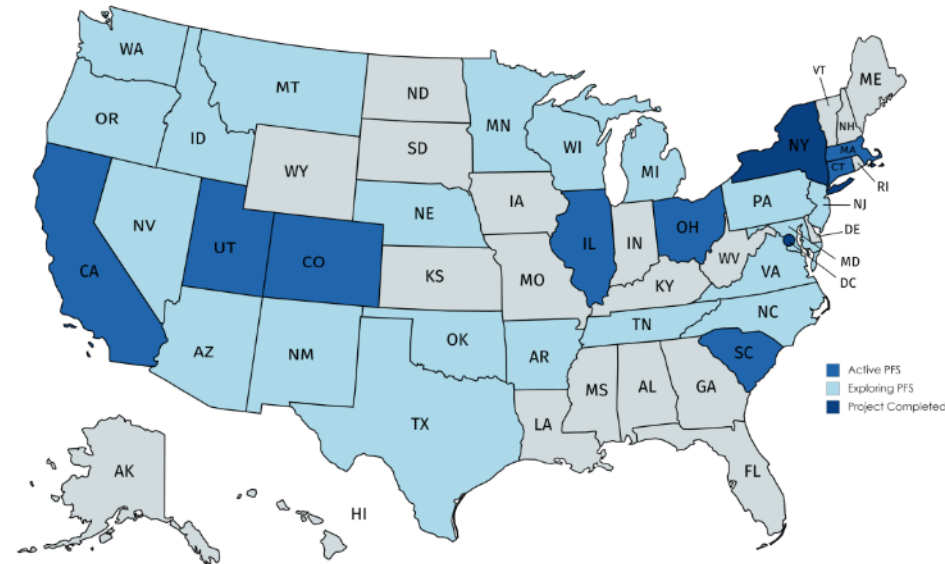 WA
MT
ND
MN
VT
ME
OR
ID
SD
WI
MI
NY
NH
MA
CT
RI
WY
IA
PA
NJ
NE
NV
UT
CO
IL
IN
OH
WV
DE
MD
DC
VA
CA
KS
MO
KY
NC
TN
AZ
NM
OK
AR
SC
MS
AL
GA
TX
LA
FL
AK
HI
Active PFS
Exploring PFS
Project Completed